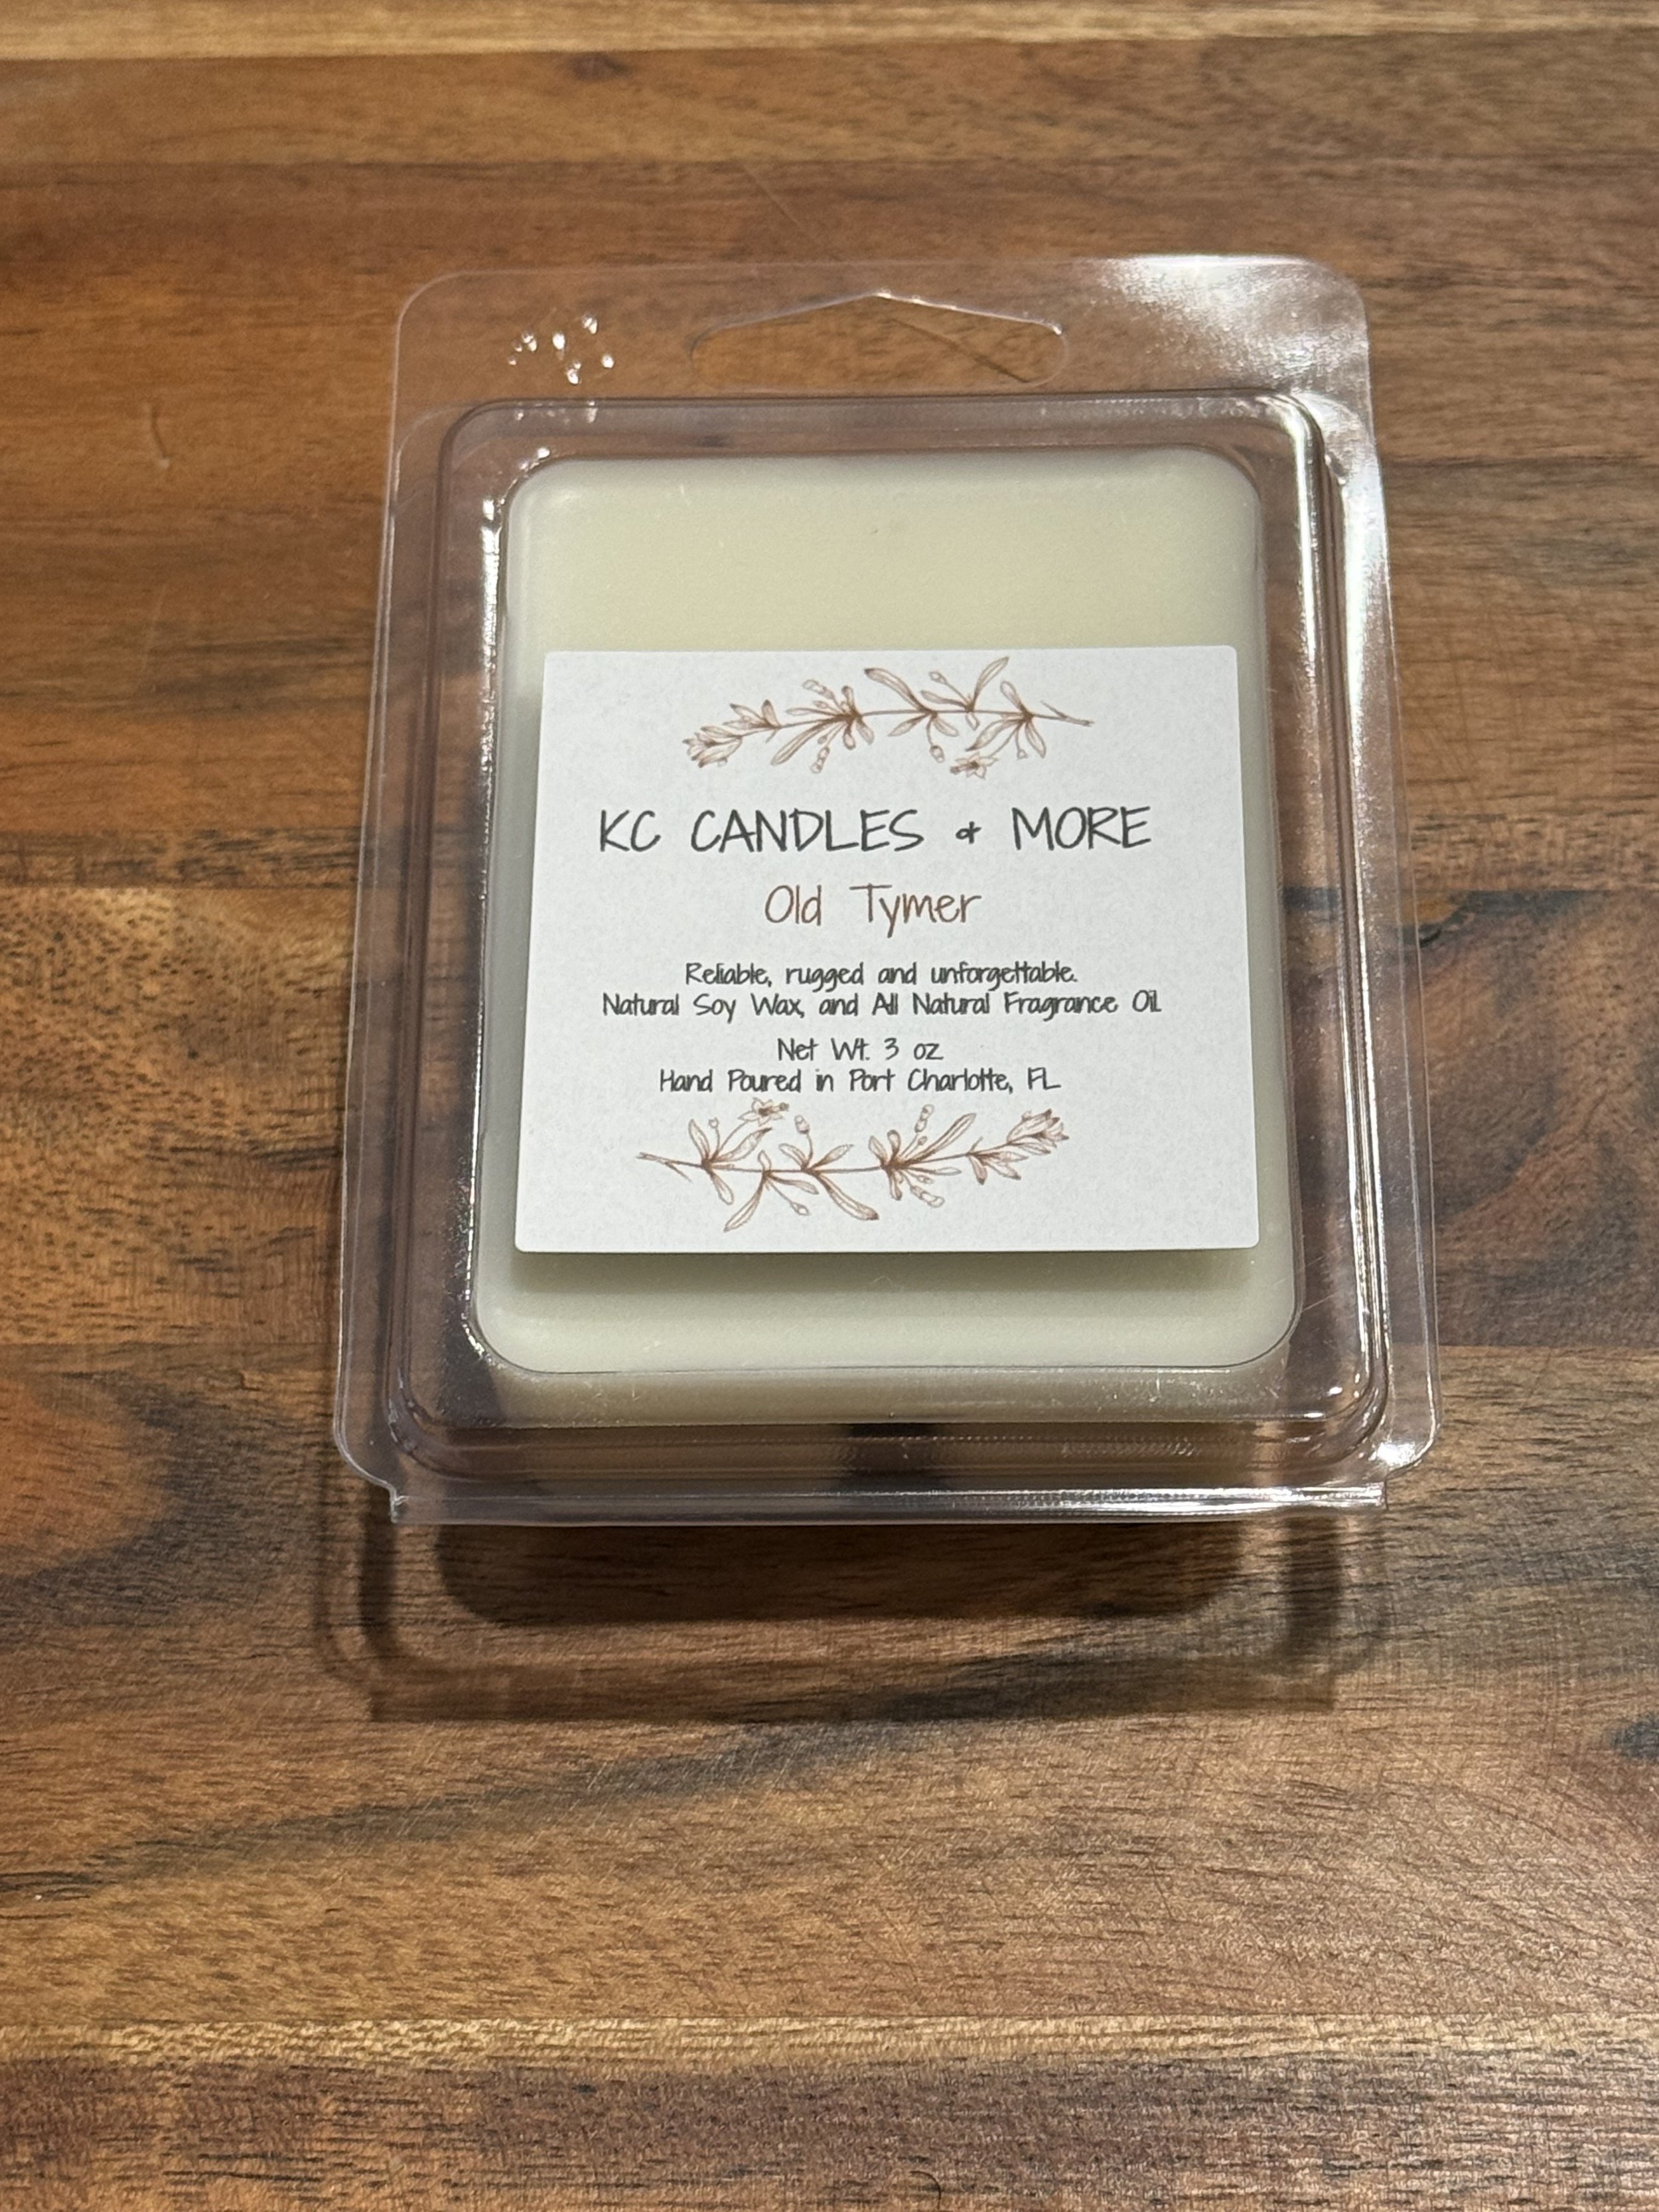 KC CANDLES & MORE
Old Tymer
Reliable, rugged and unforgettable.
Natural Soy Wax, and All Natural Fragrance Oil
Net Wt. 3 oz
Hand Poured in Port Charlotte, FL